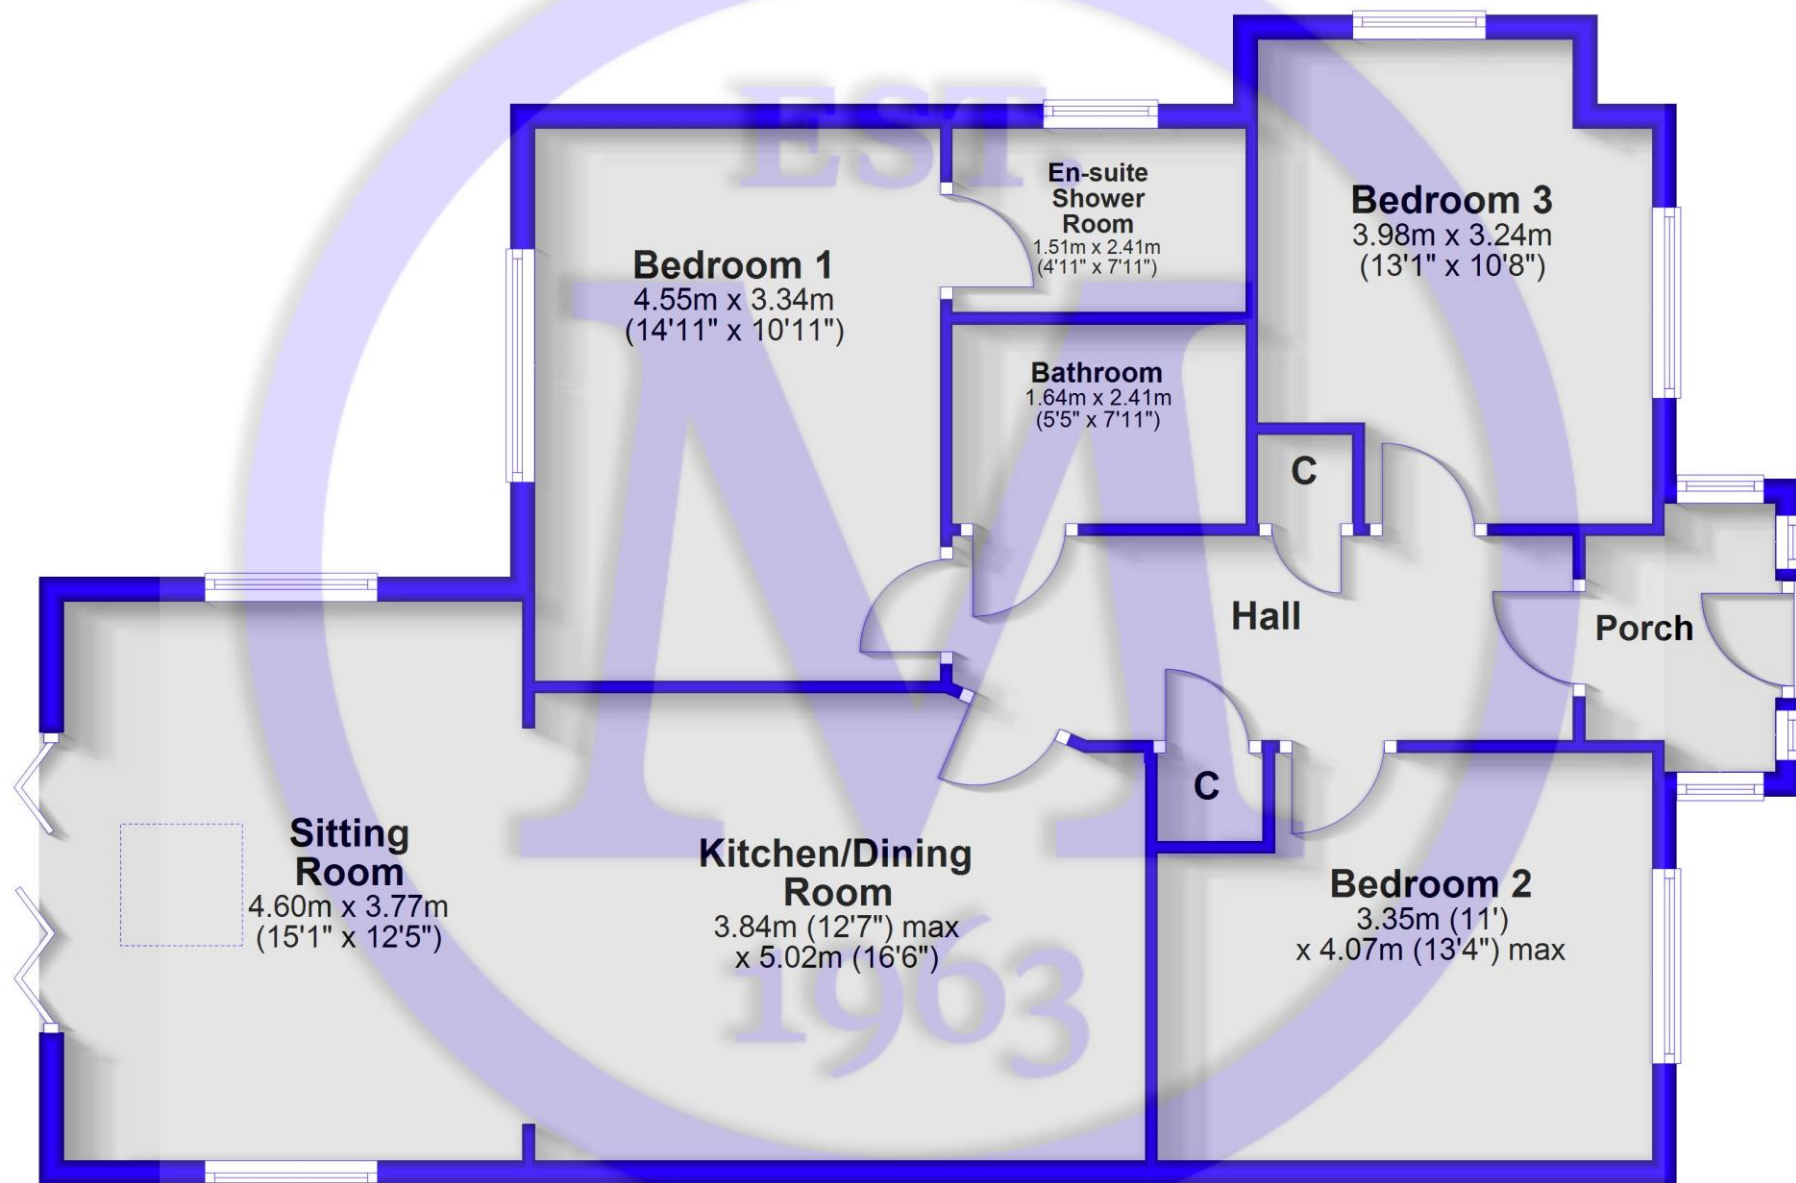 EST.
Bedroom 1
4.55m x 3.34m
(14'11" x 10'11")
En-suite
Shower
Room
1.51m x 2.41m
(4'11" x 7'11")
Bedroom 3
3.98m x 3.24m
(13'1" x 10'8")
Bathroom
1.64m x 2.41m
(5'5" x 7'11")
C
Hall
Porch
M
C
Sitting
Room
4.60m x 3.77m
(15'1" x 12'5")
Kitchen/Dining
Room
3.84m (12'7") max
x 5.02m (16'6")
Bedroom 2
3.35m (11')
x 4.07m (13'4") max
1963